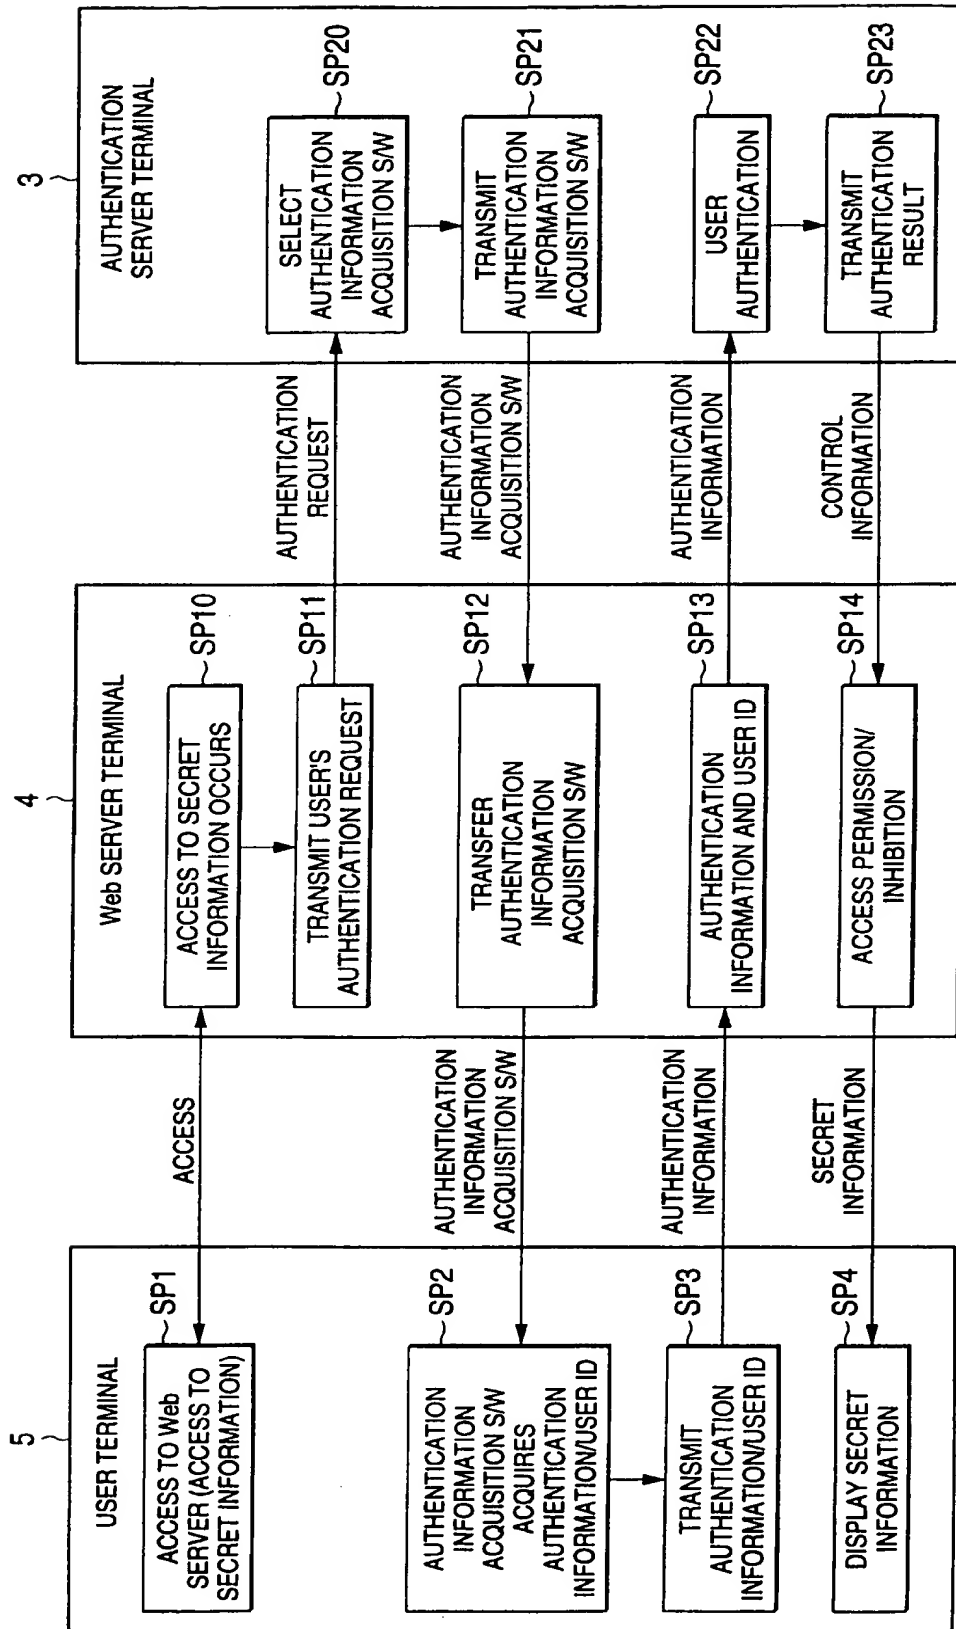 5
USER TERMINAL
SP1
ACCESS TO Web
SERVER (ACCESS TO
SECRET INFORMATION)
SP2
AUTHENTICATION
INFORMATION
ACQUISITION S/W
ACQUIRES
AUTHENTICATION
INFORMATION/USER ID
SP3
TRANSMIT
AUTHENTICATION
INFORMATION/USER ID
SP4
DISPLAY SECRET
INFORMATION
ACCESS
AUTHENTICATION
INFORMATION
ACQUISITION S/W
AUTHENTICATION
INFORMATION
SECRET
INFORMATION
4
Web SERVER TERMINAL
SP10
ACCESS TO SECRET
INFORMATION OCCURS
SP11
TRANSMIT USER'S
AUTHENTICATION REQUEST
SP12
TRANSFER
AUTHENTICATION
INFORMATION
ACQUISITION S/W
SP13
AUTHENTICATION
INFORMATION AND USER ID
SP14
ACCESS PERMISSION/
INHIBITION
AUTHENTICATION
REQUEST
AUTHENTICATION
INFORMATION
ACQUISITION S/W
AUTHENTICATION
INFORMATION
CONTROL
INFORMATION
3
AUTHENTICATION
SERVER TERMINAL
SP20
SELECT
AUTHENTICATION
INFORMATION
ACQUISITION S/W
SP21
TRANSMIT
AUTHENTICATION
INFORMATION
ACQUISITION S/W
SP22
USER
AUTHENTICATION
SP23
TRANSMIT
AUTHENTICATION
RESULT